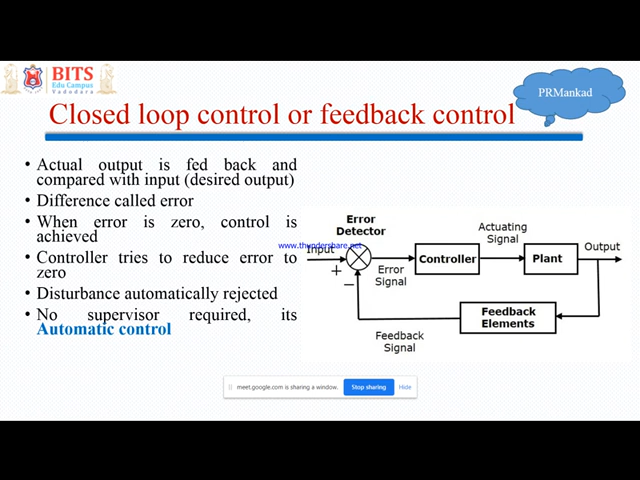 BITS
Edu Campus
Vadodara
PRMankad
Closed loop control or feedback control
• Actual output is fed back and
compared with input (desired output)
• Difference called error
• When error is zero, control is
achieved
• Controller tries to reduce error to
zero
• Disturbance automatically rejected
• No supervisor required, its
Automatic control
Error
Detector
www.thundershare.net
Input
+
−
Error
Signal
Controller
Actuating
Signal
Plant
Output
Feedback
Elements
Feedback
Signal
meet.google.com is sharing a window.
Stop sharing
Hide